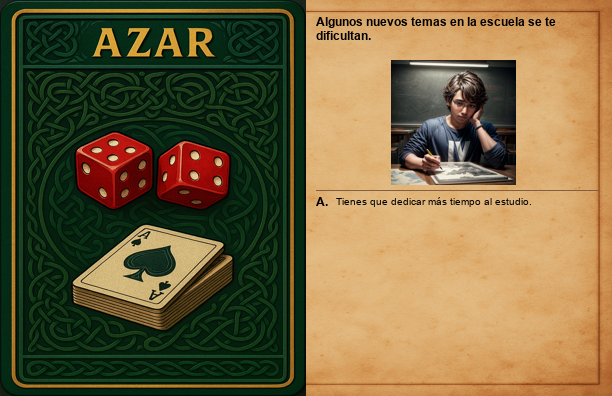 AZAR
A
A
Algunos nuevos temas en la escuela se te
dificultan.
A. Tienes que dedicar más tiempo al estudio.